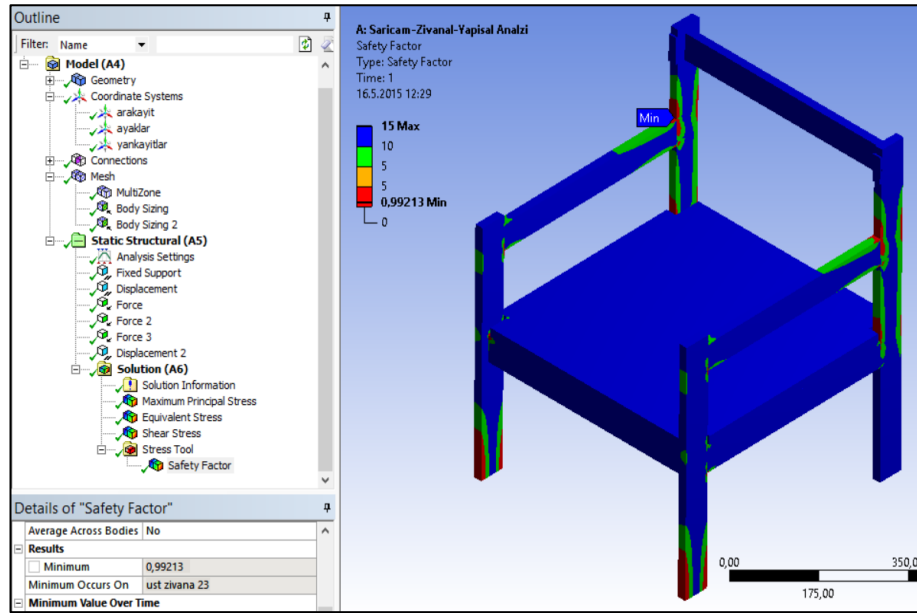 Outline
Filter: Name
Model (A4)
Geometry
Coordinate Systems
arakayit
ayaklar
yankayitlar
Connections
Mesh
MultiZone
Body Sizing
Body Sizing 2
Static Structural (A5)
Analysis Settings
Fixed Support
Displacement
Force
Force 2
Force 3
Displacement 2
Solution (A6)
Solution Information
Maximum Principal Stress
Equivalent Stress
Shear Stress
Stress Tool
Safety Factor
Details of "Safety Factor"
Average Across Bodies No
Results
Minimum 0,99213
Minimum Occurs On ust zivana 23
Minimum Value Over Time
A: Saricam-Zivanal-Yapisal Analzi
Safety Factor
Type: Safety Factor
Time: 1
16.5.2015 12:29
15 Max
10
5
5
0,99213 Min
0
Min
0,00 350,0
175,00